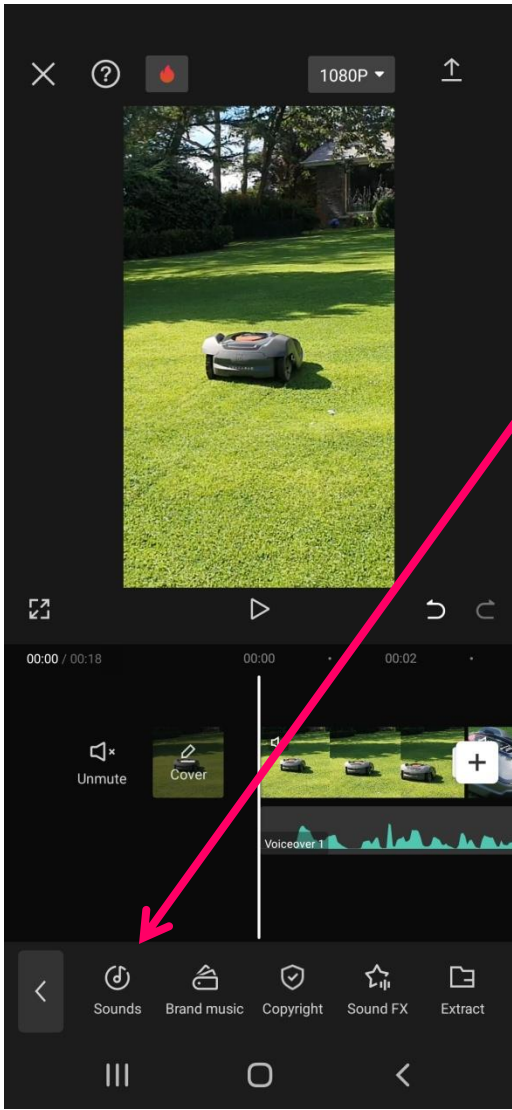 1080P
00:00 / 00:18
00:00
00:02
Unmute
Cover
Voiceover 1
Sounds
Brand music
Copyright
Sound FX
Extract